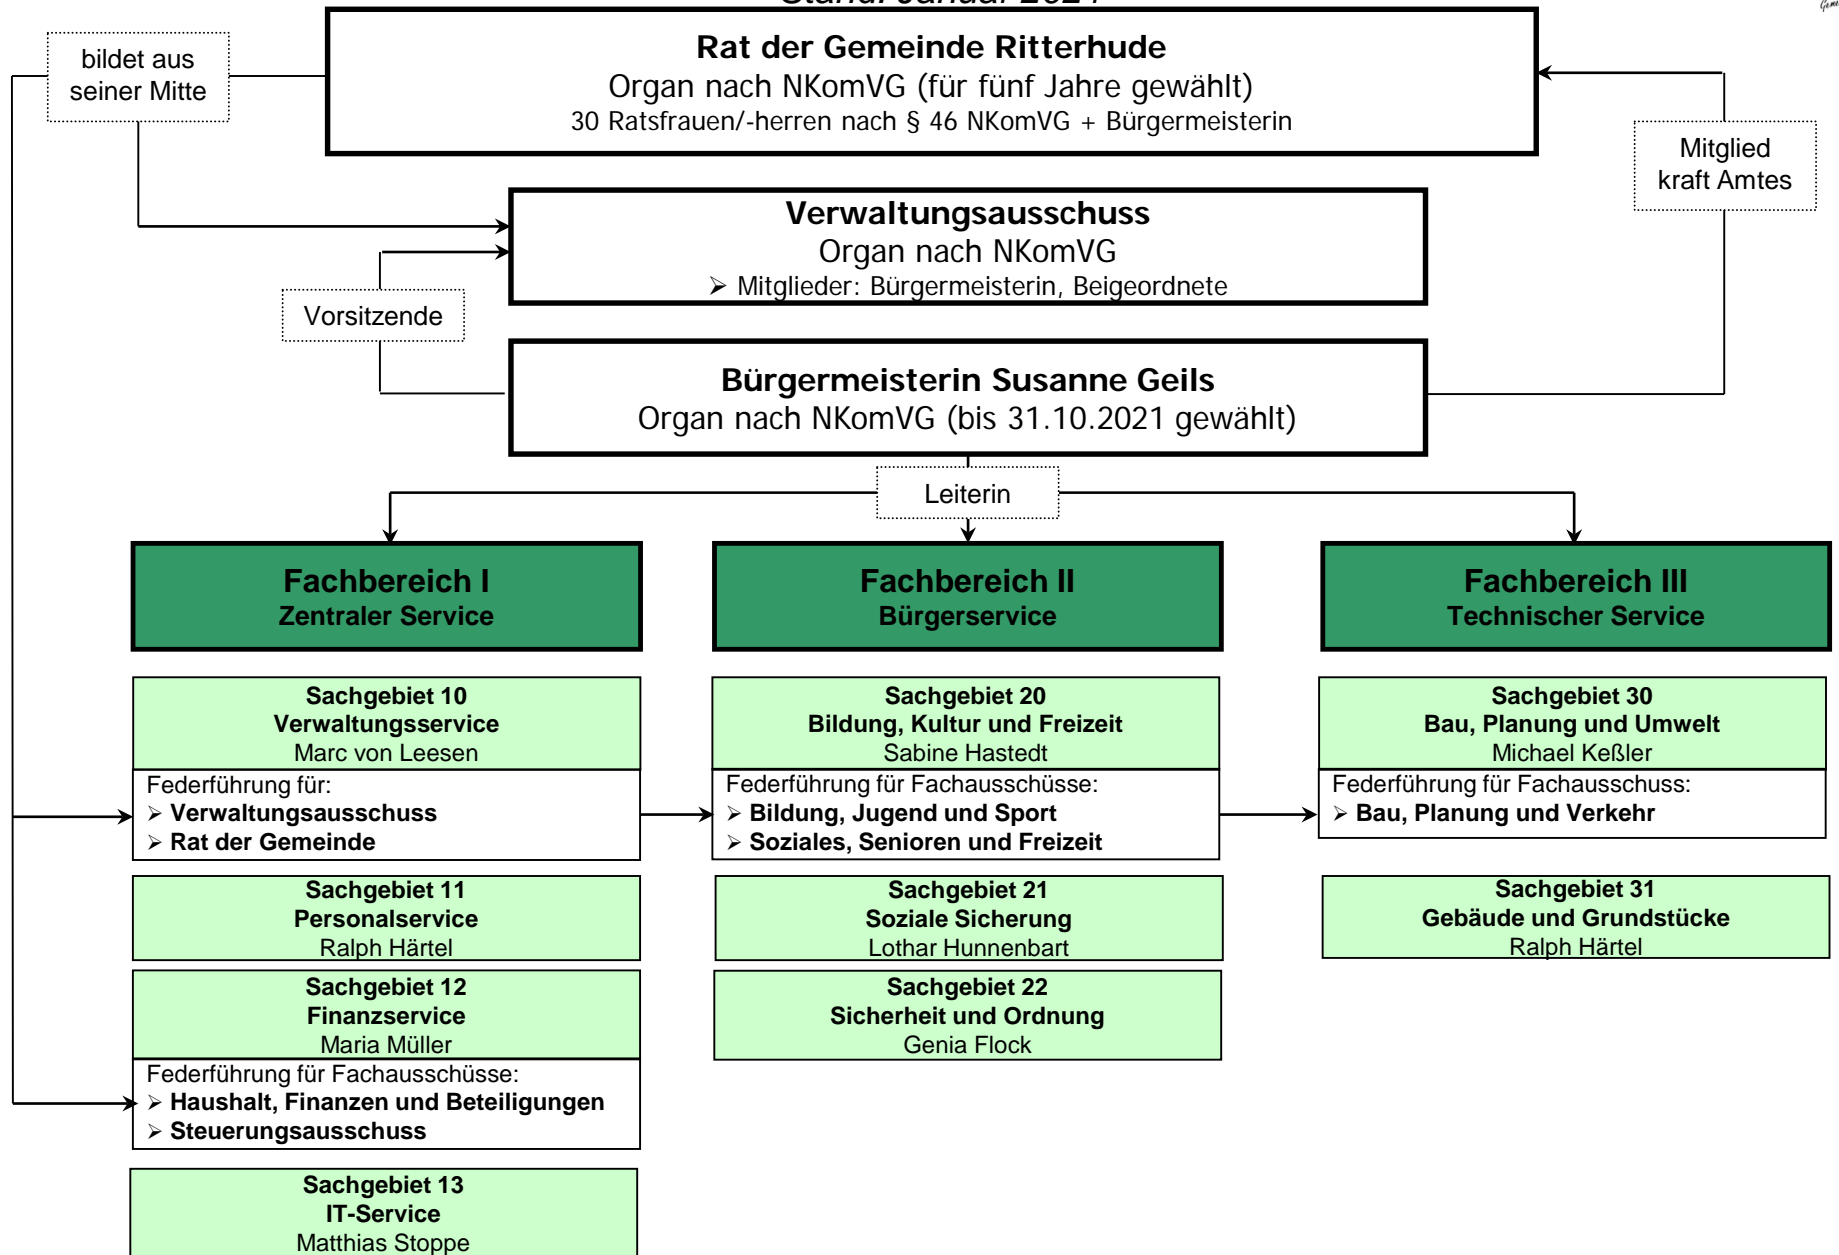 bildet aus
seiner Mitte
Rat der Gemeinde Ritterhude
Organ nach NKomVG (für fünf Jahre gewählt)
30 Ratsfrauen/-herren nach § 46 NKomVG + Bürgermeisterin
Mitglied
kraft Amtes
Verwaltungsausschuss
Organ nach NKomVG
➢ Mitglieder: Bürgermeisterin, Beigeordnete
Vorsitzende
Bürgermeisterin Susanne Geils
Organ nach NKomVG (bis 31.10.2021 gewählt)
Leiterin
Fachbereich I
Zentraler Service
Sachgebiet 10
Verwaltungsservice
Marc von Leesen
Federführung für:
➢ Verwaltungsausschuss
➢ Rat der Gemeinde
Sachgebiet 11
Personalservice
Ralph Härtel
Sachgebiet 12
Finanzservice
Maria Müller
Federführung für Fachausschüsse:
➢ Haushalt, Finanzen und Beteiligungen
➢ Steuerungsausschuss
Sachgebiet 13
IT-Service
Matthias Stoppe
Fachbereich II
Bürgerservice
Sachgebiet 20
Bildung, Kultur und Freizeit
Sabine Hastedt
Federführung für Fachausschüsse:
➢ Bildung, Jugend und Sport
➢ Soziales, Senioren und Freizeit
Sachgebiet 21
Soziale Sicherung
Lothar Hunnenbart
Sachgebiet 22
Sicherheit und Ordnung
Genia Flock
Fachbereich III
Technischer Service
Sachgebiet 30
Bau, Planung und Umwelt
Michael Keßler
Federführung für Fachausschuss:
➢ Bau, Planung und Verkehr
Sachgebiet 31
Gebäude und Grundstücke
Ralph Härtel